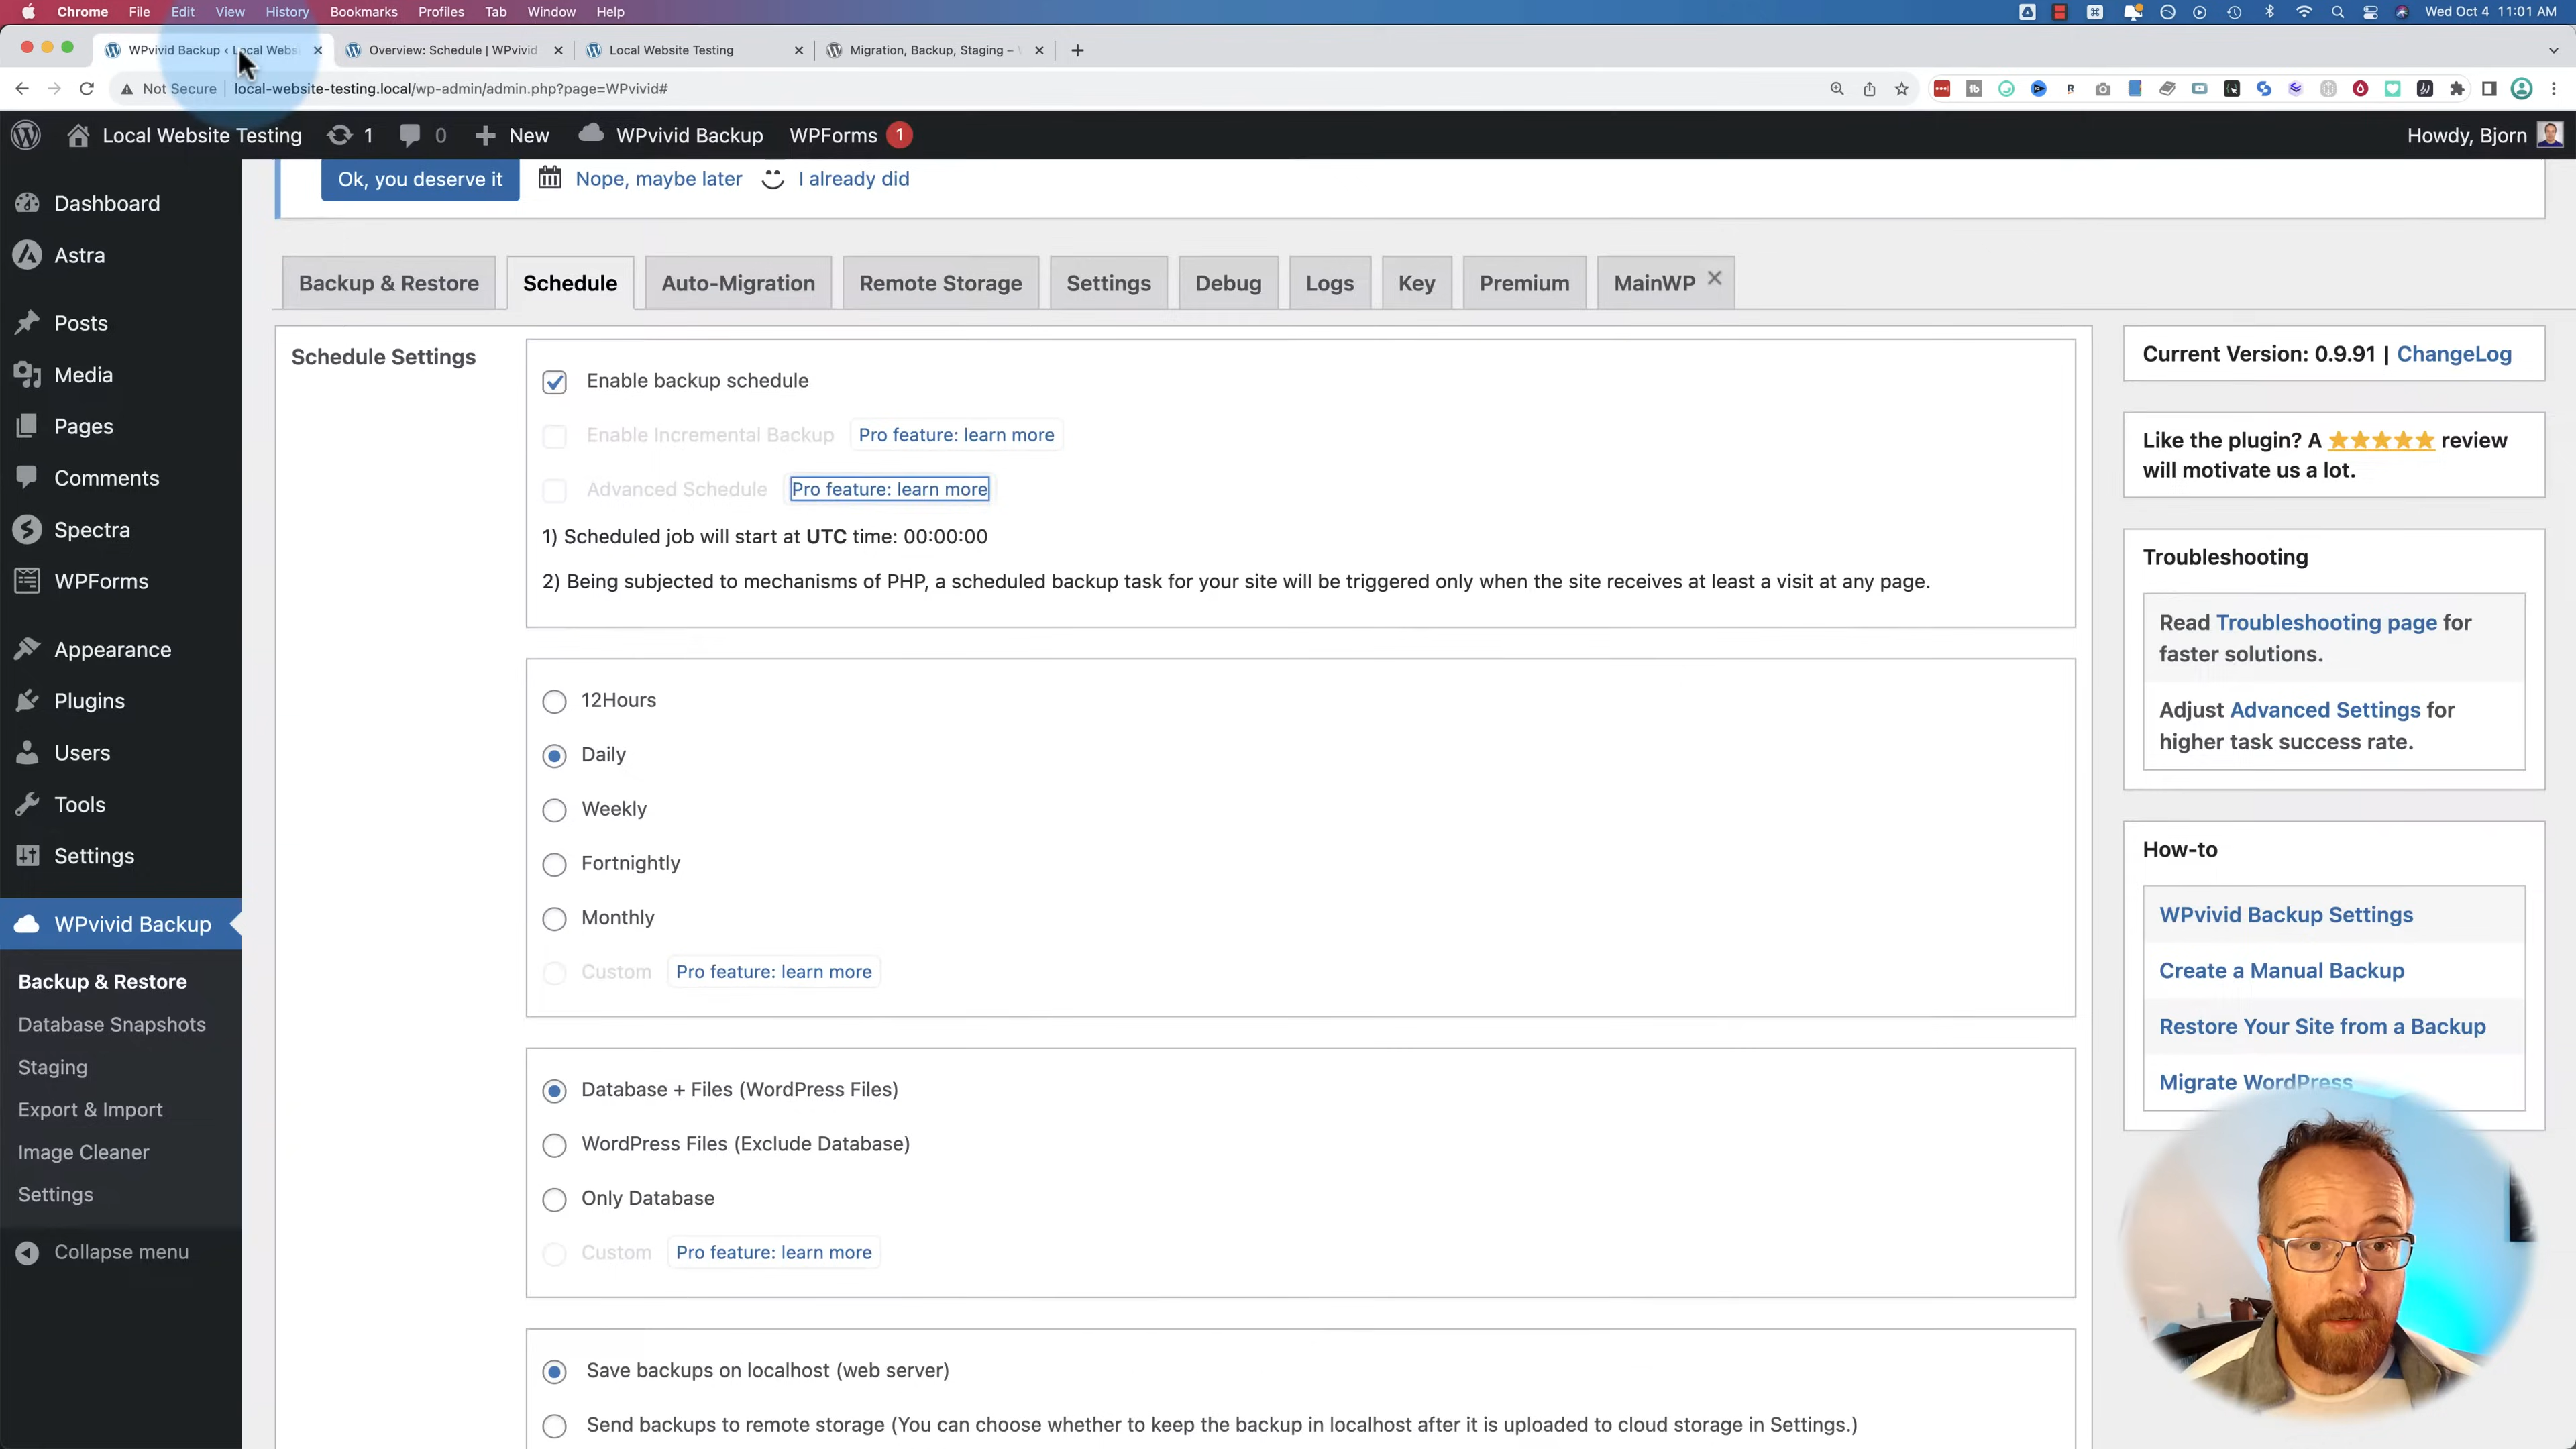 Chrome File Edit View History Bookmarks Profiles Tab Window Help
Wed Oct 4 11:01 AM
WPvivid Backup ‹ Local Webs
Overview: Schedule | WPvivid
Local Website Testing
Migration, Backup, Staging –
Not Secure local-website-testing.local/wp-admin/admin.php?page=WPvivid#
Local Website Testing 1 0 New WPvivid Backup WPForms 1
Howdy, Bjorn
Dashboard
Astra
Posts
Media
Pages
Comments
Spectra
WPForms
Appearance
Plugins
Users
Tools
Settings
WPvivid Backup
Backup & Restore
Database Snapshots
Staging
Export & Import
Image Cleaner
Settings
Collapse menu
Ok, you deserve it Nope, maybe later I already did
Backup & Restore Schedule Auto-Migration Remote Storage Settings Debug Logs Key Premium MainWP
Schedule Settings
Enable backup schedule
Enable Incremental Backup Pro feature: learn more
Advanced Schedule Pro feature: learn more
1) Scheduled job will start at UTC time: 00:00:00
2) Being subjected to mechanisms of PHP, a scheduled backup task for your site will be triggered only when the site receives at least a visit at any page.
12Hours
Daily
Weekly
Fortnightly
Monthly
Custom Pro feature: learn more
Database + Files (WordPress Files)
WordPress Files (Exclude Database)
Only Database
Custom Pro feature: learn more
Save backups on localhost (web server)
Send backups to remote storage (You can choose whether to keep the backup in localhost after it is uploaded to cloud storage in Settings.)
Current Version: 0.9.91 | ChangeLog
Like the plugin? A ★★★★★ review
will motivate us a lot.
Troubleshooting
Read Troubleshooting page for
faster solutions.
Adjust Advanced Settings for
higher task success rate.
How-to
WPvivid Backup Settings
Create a Manual Backup
Restore Your Site from a Backup
Migrate WordPress